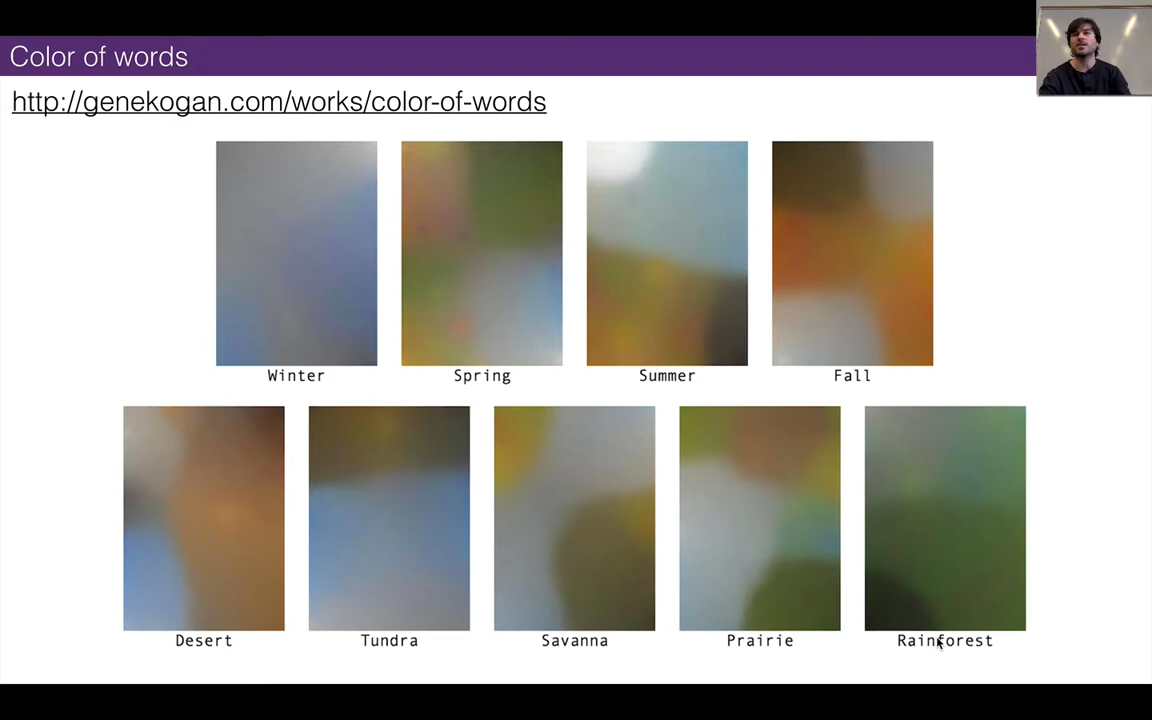 Color of words
http://genekogan.com/works/color-of-words
Winter Spring Summer Fall
Desert Tundra Savanna Prairie Rainforest